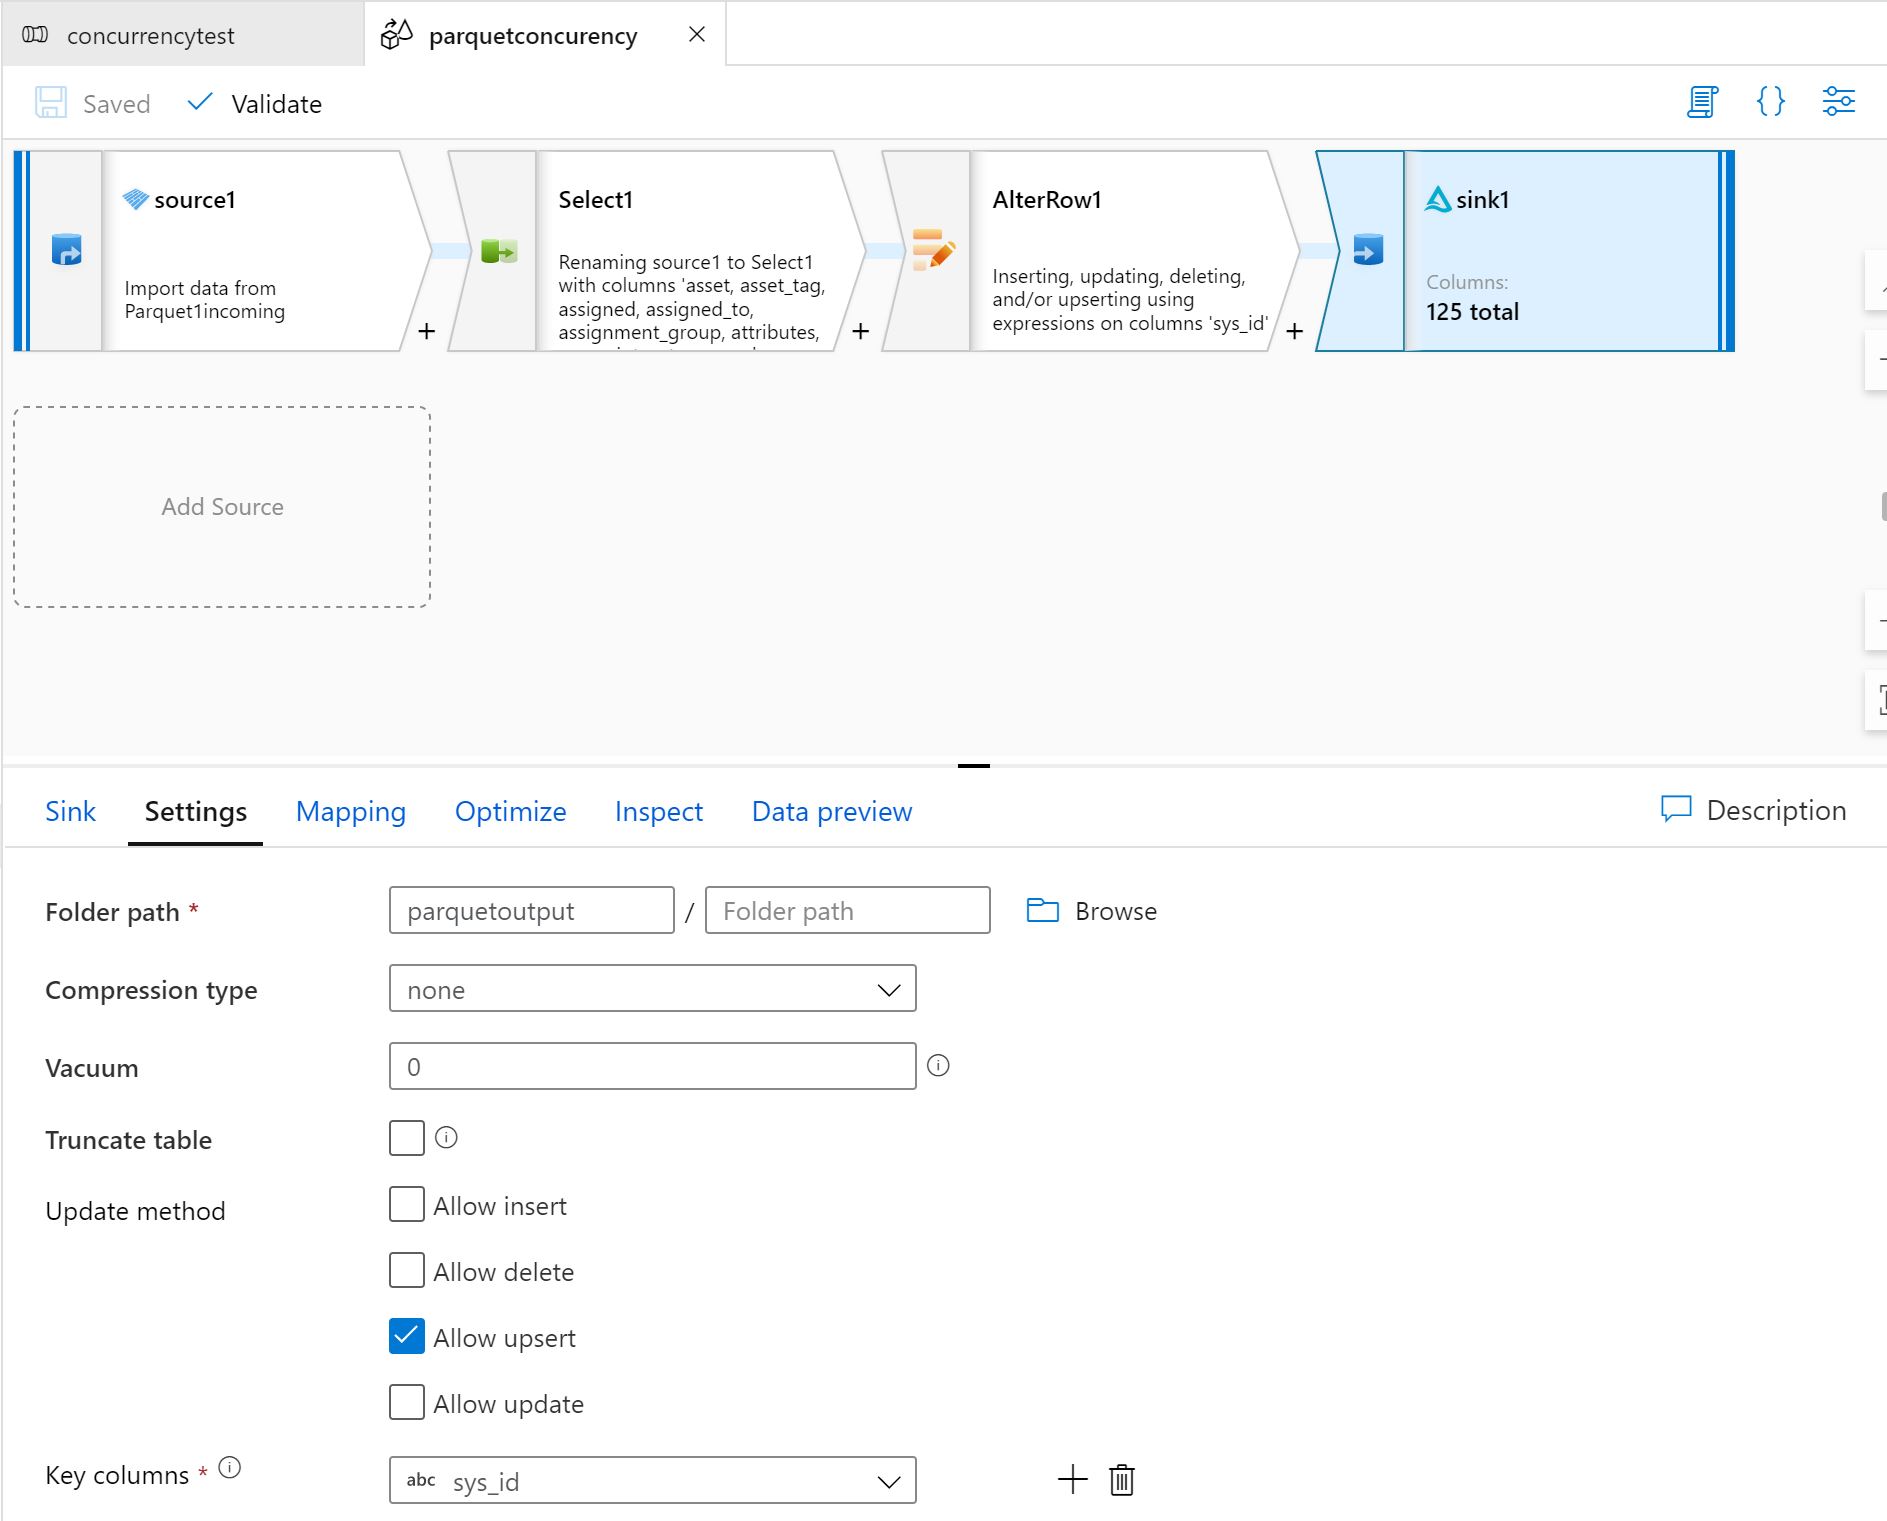 concurrencytest
parquetconcurency
Saved
Validate
source1
Import data from
Parquet1incoming
+
Select1
Renaming source1 to Select1
with columns 'asset, asset_tag,
assigned, assigned_to,
assignment_group, attributes,
+
AlterRow1
Inserting, updating, deleting,
and/or upserting using
expressions on columns 'sys_id'
+
sink1
Columns:
125 total
Add Source
Sink Settings Mapping Optimize Inspect Data preview Description
Folder path * parquetoutput / Folder path Browse
Compression type none
Vacuum 0
Truncate table
Update method Allow insert
Allow delete
Allow upsert
Allow update
Key columns * abc sys_id